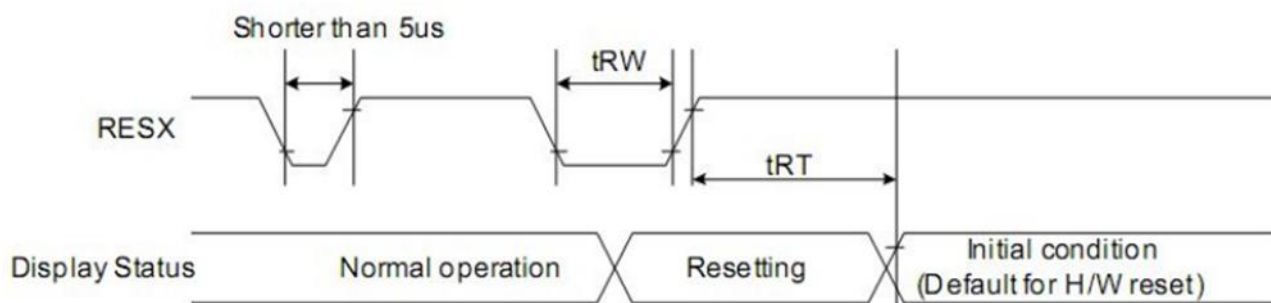 Shorter than 5us
tRW
RESX
tRT
Display Status
Normal operation
Resetting
Initial condition
(Default for H/W reset)